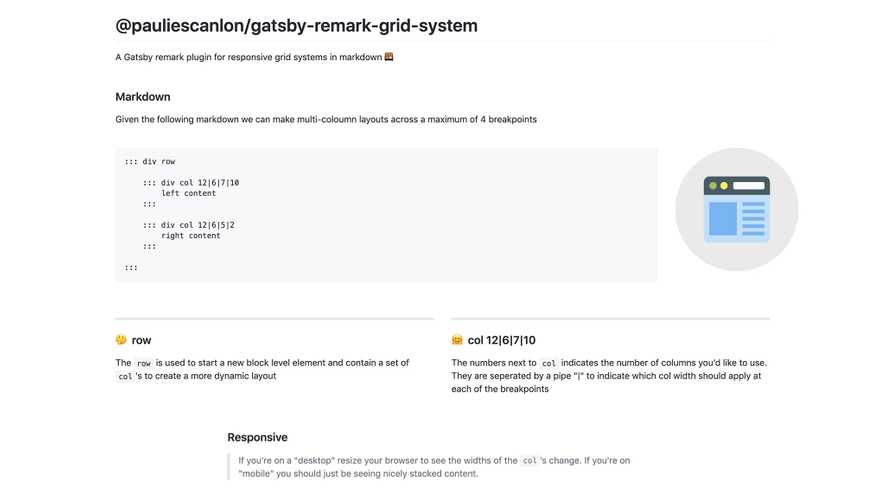 @pauliescanlon/gatsby-remark-grid-system
A Gatsby remark plugin for responsive grid systems in markdown
Markdown
Given the following markdown we can make multi-coloumn layouts across a maximum of 4 breakpoints
::: div row
::: div col 12|6|7|10
left content
:::
::: div col 12|6|5|2
right content
:::
:::
🤔 row
The row is used to start a new block level element and contain a set of
col 's to create a more dynamic layout
🤗 col 12|6|7|10
The numbers next to col indicates the number of columns you'd like to use.
They are seperated by a pipe "|" to indicate which col width should apply at
each of the breakpoints
Responsive
If you're on a "desktop" resize your browser to see the widths of the col 's change. If you're on
"mobile" you should just be seeing nicely stacked content.